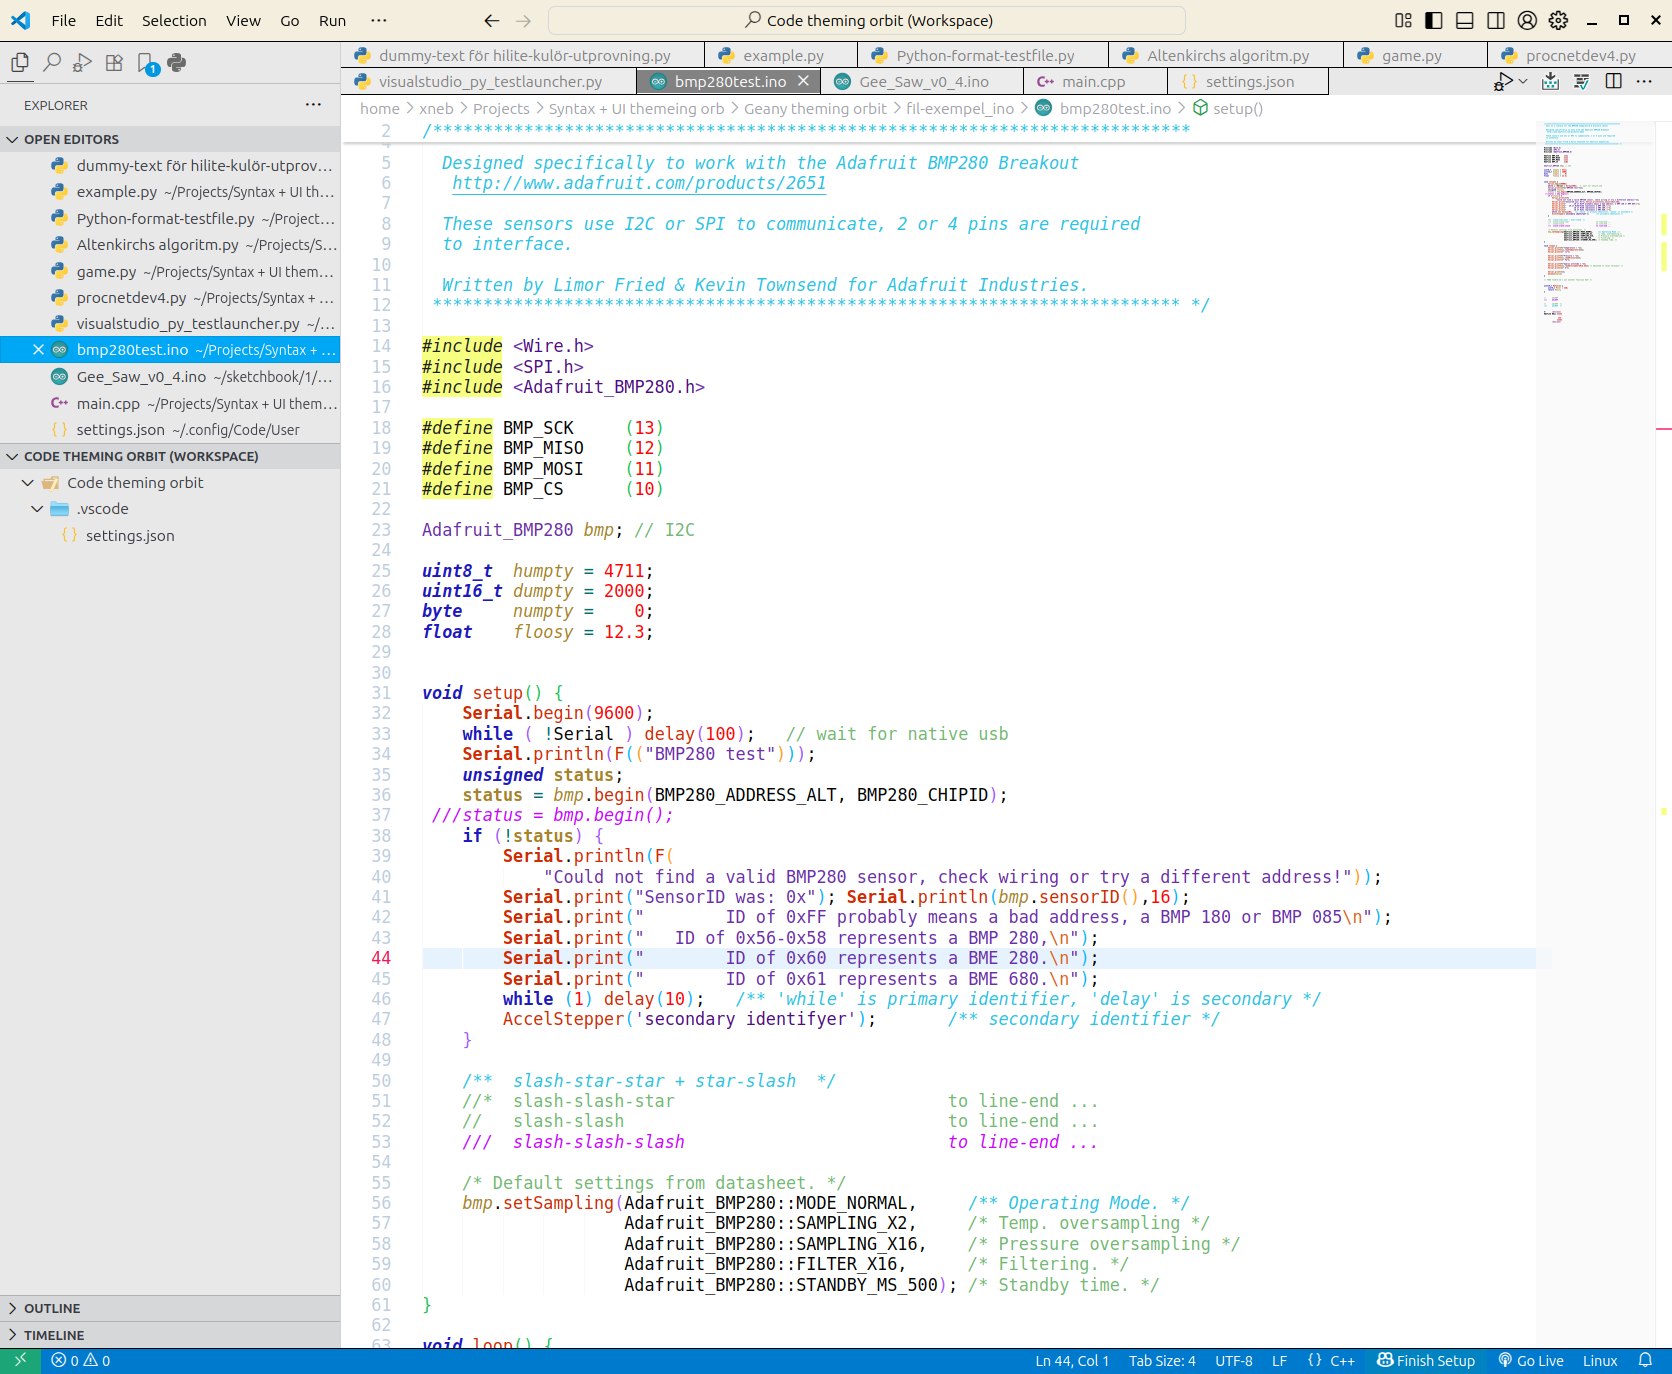 File Edit Selection View Go Run ··· Code theming orbit (Workspace)
EXPLORER ···
OPEN EDITORS
dummy-text för hilite-kulör-utprov...
example.py ~/Projects/Syntax + UI th...
Python-format-testfile.py ~/Project...
Altenkirchs algoritm.py ~/Projects/S...
game.py ~/Projects/Syntax + UI them...
procnetdev4.py ~/Projects/Syntax + ...
visualstudio_py_testlauncher.py ~/...
bmp280test.ino ~/Projects/Syntax + ...
Gee_Saw_v0_4.ino ~/sketchbook/1/...
main.cpp ~/Projects/Syntax + UI them...
settings.json ~/.config/Code/User
CODE THEMING ORBIT (WORKSPACE)
Code theming orbit
.vscode
settings.json
OUTLINE
TIMELINE
dummy-text för hilite-kulör-utprovning.py example.py Python-format-testfile.py Altenkirchs algoritm.py game.py procnetdev4.py
visualstudio_py_testlauncher.py bmp280test.ino Gee_Saw_v0_4.ino main.cpp settings.json
home > xneb > Projects > Syntax + UI themeing orb > Geany theming orbit > fil-exempel_ino > bmp280test.ino > setup()
2 /***************************************************************************
5 Designed specifically to work with the Adafruit BMP280 Breakout
6 http://www.adafruit.com/products/2651
7
8 These sensors use I2C or SPI to communicate, 2 or 4 pins are required
9 to interface.
10
11 Written by Limor Fried & Kevin Townsend for Adafruit Industries.
12 ************************************************************************** */
13
14 #include <Wire.h>
15 #include <SPI.h>
16 #include <Adafruit_BMP280.h>
17
18 #define BMP_SCK (13)
19 #define BMP_MISO (12)
20 #define BMP_MOSI (11)
21 #define BMP_CS (10)
22
23 Adafruit_BMP280 bmp; // I2C
24
25 uint8_t humpty = 4711;
26 uint16_t dumpty = 2000;
27 byte numpty = 0;
28 float floosy = 12.3;
29
30
31 void setup() {
32 Serial.begin(9600);
33 while ( !Serial ) delay(100); // wait for native usb
34 Serial.println(F(("BMP280 test")));
35 unsigned status;
36 status = bmp.begin(BMP280_ADDRESS_ALT, BMP280_CHIPID);
37 ///status = bmp.begin();
38 if (!status) {
39 Serial.println(F(
40 "Could not find a valid BMP280 sensor, check wiring or try a different address!"));
41 Serial.print("SensorID was: 0x"); Serial.println(bmp.sensorID(),16);
42 Serial.print(" ID of 0xFF probably means a bad address, a BMP 180 or BMP 085\n");
43 Serial.print(" ID of 0x56-0x58 represents a BMP 280,\n");
44 Serial.print(" ID of 0x60 represents a BME 280.\n");
45 Serial.print(" ID of 0x61 represents a BME 680.\n");
46 while (1) delay(10); /** 'while' is primary identifier, 'delay' is secondary */
47 AccelStepper('secondary identifyer'); /** secondary identifier */
48 }
49
50 /** slash-star-star + star-slash */
51 //* slash-slash-star to line-end ...
52 // slash-slash to line-end ...
53 /// slash-slash-slash to line-end ...
54
55 /* Default settings from datasheet. */
56 bmp.setSampling(Adafruit_BMP280::MODE_NORMAL, /** Operating Mode. */
57 Adafruit_BMP280::SAMPLING_X2, /* Temp. oversampling */
58 Adafruit_BMP280::SAMPLING_X16, /* Pressure oversampling */
59 Adafruit_BMP280::FILTER_X16, /* Filtering. */
60 Adafruit_BMP280::STANDBY_MS_500); /* Standby time. */
61 }
62
63 void loop() {
0 0 Ln 44, Col 1 Tab Size: 4 UTF-8 LF {} C++ Finish Setup Go Live Linux